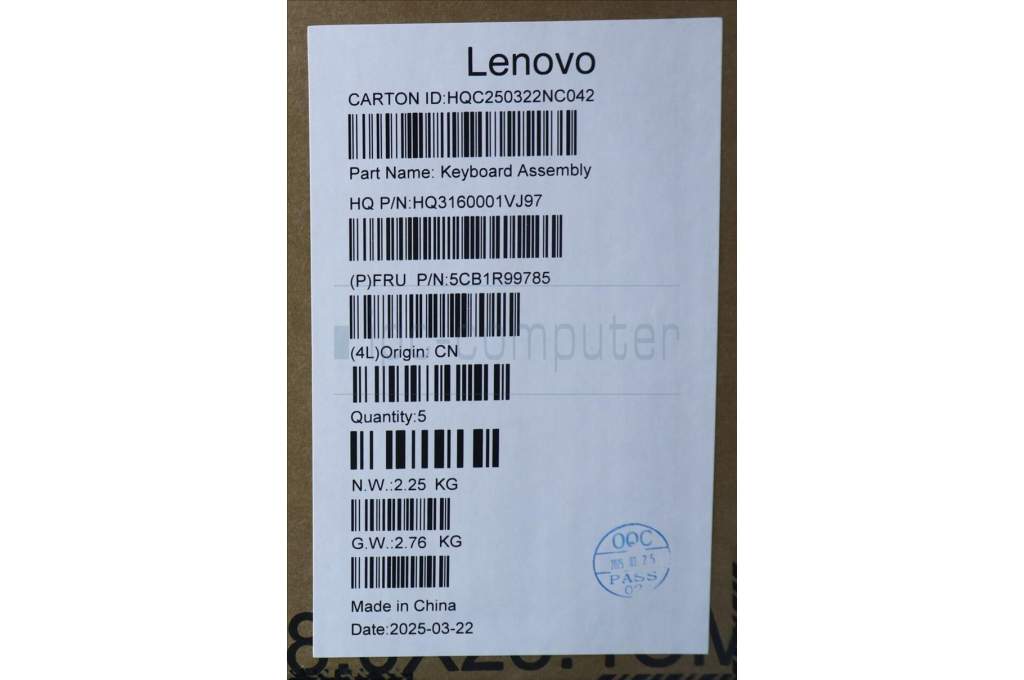 Lenovo
CARTON ID:HQC250322NC042
Part Name: Keyboard Assembly
HQ P/N:HQ3160001VJ97
(P)FRU P/N:5CB1R99785
computer
(4L)Origin: CN
Quantity:5
N.W.:2.25 KG
G.W.:2.76 KG
OQC
PASS
Made in China
Date:2025-03-22